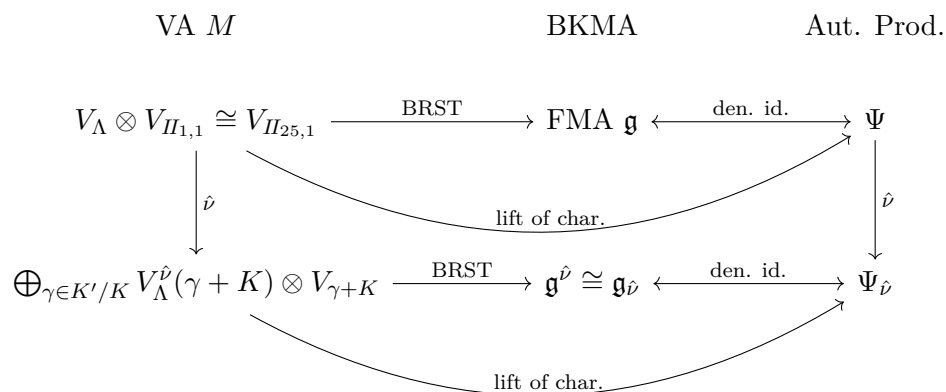 VA M BKMA Aut. Prod.
V_Λ ⊗ V_{II_{1,1}} ≅ V_{II_{25,1}} BRST FMA 𝔤 den. id. Ψ
ν̂ ν̂
lift of char.
⊕_{γ∈K′/K} V_Λ^{ν̂}(γ + K) ⊗ V_{γ+K} BRST 𝔤^{ν̂} ≅ 𝔤_{ν̂} den. id. Ψ_{ν̂}
lift of char.